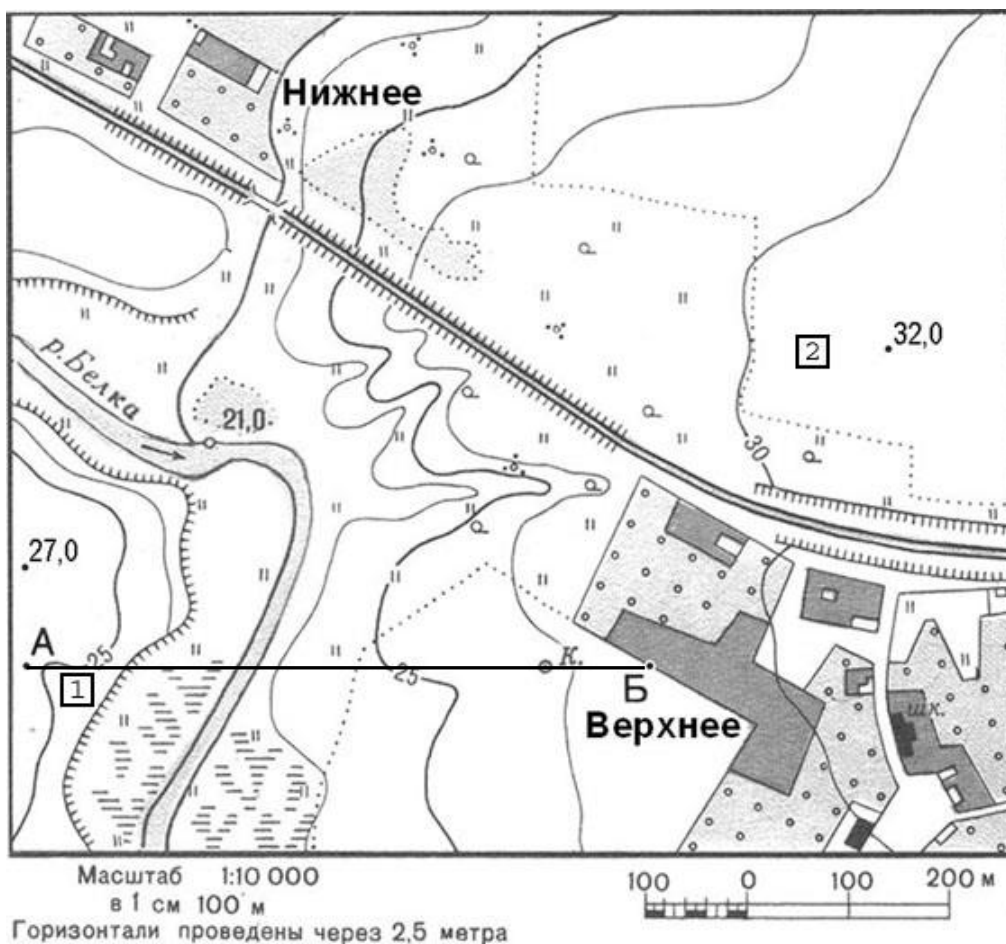 Нижнее
р. Белка
21,0
2
32,0
30
27,0
А
25
1
25
К.
Б
Верхнее
шк.
Масштаб 1:10 000
в 1 см 100 м
Горизонтали проведены через 2,5 метра
100 0 100 200 м